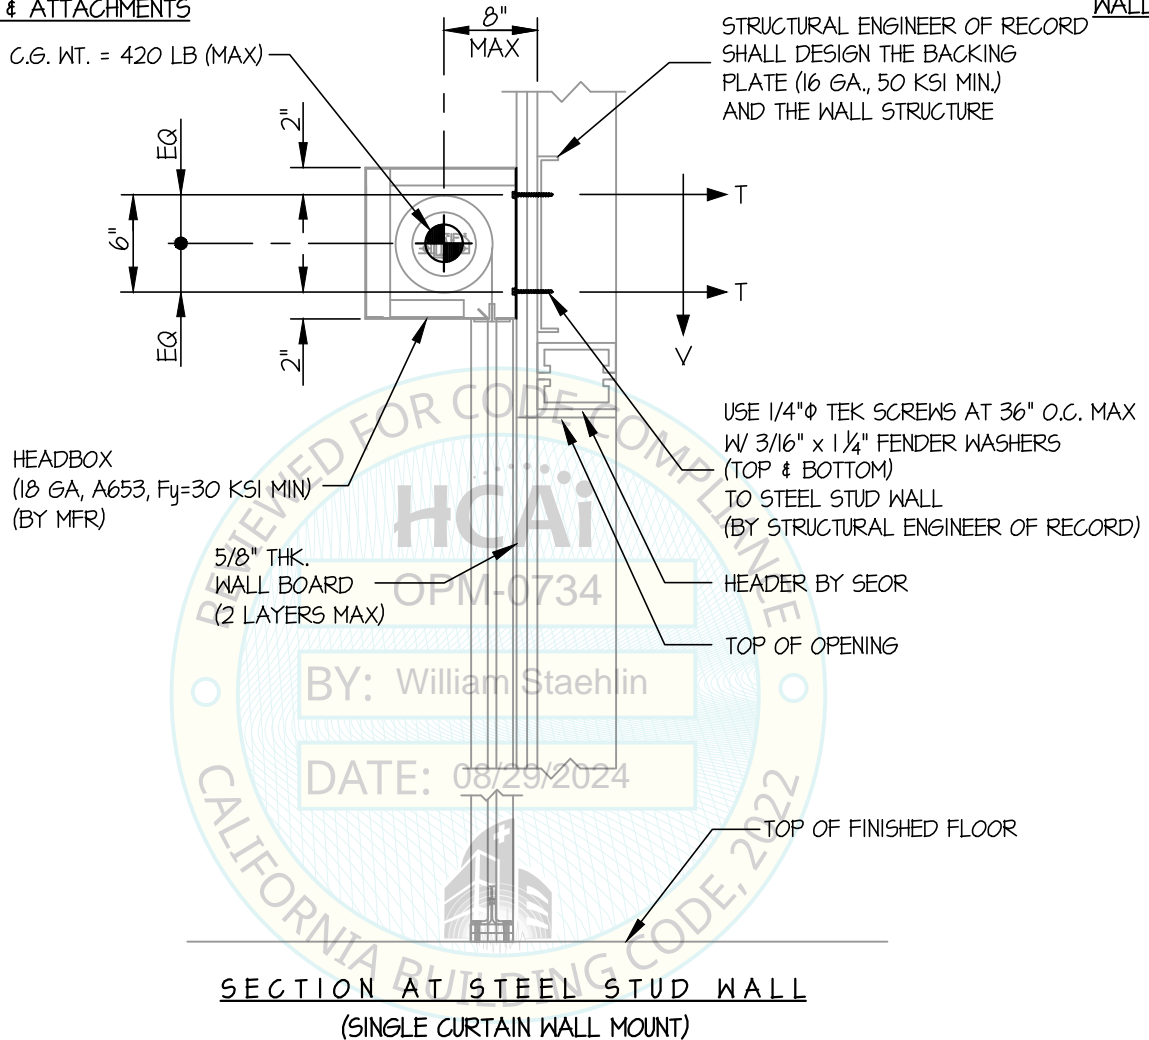 & ATTACHMENTS
WALL
8"
MAX
C.G. WT. = 420 LB (MAX)
STRUCTURAL ENGINEER OF RECORD
SHALL DESIGN THE BACKING
PLATE (16 GA., 50 KSI MIN.)
AND THE WALL STRUCTURE
2"
EQ
6"
EQ
2"
T
T
V
HEADBOX
(18 GA, A653, Fy=30 KSI MIN)
(BY MFR)
USE 1/4"Φ TEK SCREWS AT 36" O.C. MAX
W/ 3/16" x 1 1/4" FENDER WASHERS
(TOP & BOTTOM)
TO STEEL STUD WALL
(BY STRUCTURAL ENGINEER OF RECORD)
5/8" THK.
WALL BOARD
(2 LAYERS MAX)
HEADER BY SEOR
TOP OF OPENING
TOP OF FINISHED FLOOR
REVIEWED FOR CODE COMPLIANCE
HCAi
OPM-0734
BY: William Staehlin
DATE: 08/29/2024
CALIFORNIA BUILDING CODE, 2022
SECTION AT STEEL STUD WALL
(SINGLE CURTAIN WALL MOUNT)